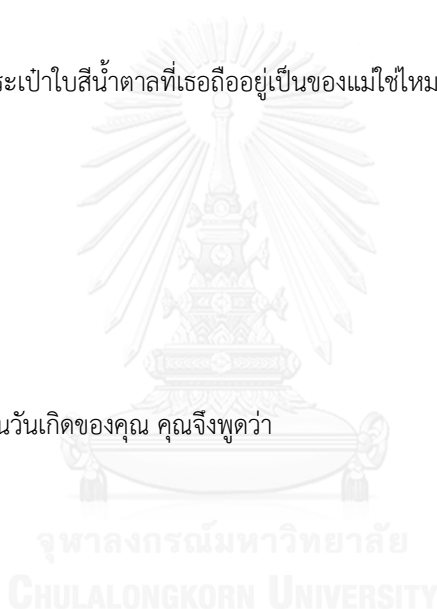 ระเป๋าใบสีน้ำตาลที่เธอถืออยู่เป็นของแม่ใช่ไหม
นวันเกิดของคุณ คุณจึงพูดว่า
จุฬาลงกรณ์มหาวิทยาลัย
CHULALONGKORN UNIVERSITY